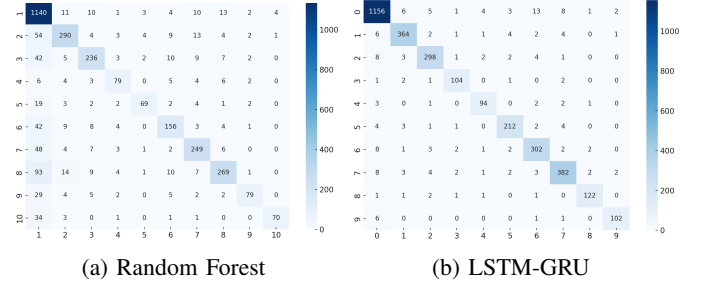 1 1140 11 10 1 3 4 10 13 2 4
2 54 290 4 3 4 9 13 4 2 1
3 42 5 236 3 2 10 9 7 2 0
4 6 4 3 79 0 5 4 6 2 0
5 19 3 2 2 69 2 4 1 2 0
6 42 9 8 4 0 156 3 4 1 0
7 48 4 7 3 1 2 249 6 0 0
8 93 14 9 4 1 10 7 269 1 0
9 29 4 5 2 0 5 2 2 79 0
10 34 3 0 1 0 1 1 0 0 70
1 2 3 4 5 6 7 8 9 10
1000
800
600
400
200
0
(a) Random Forest
0 1156 6 5 1 4 3 13 8 1 2
1 6 364 2 1 1 4 2 4 0 1
2 8 3 298 1 2 2 4 1 0 0
3 2 1 1 104 0 1 1 1 0 0
4 3 0 1 0 94 1 2 0 0 0
5 4 3 1 1 0 212 2 4 0 0
6 8 1 3 2 1 2 302 2 2 0
7 8 3 4 2 1 2 3 382 2 2
8 1 1 2 1 0 1 2 1 122 0
9 6 0 0 0 0 1 1 0 0 102
0 1 2 3 4 5 6 7 8 9
1000
800
600
400
200
0
(b) LSTM-GRU